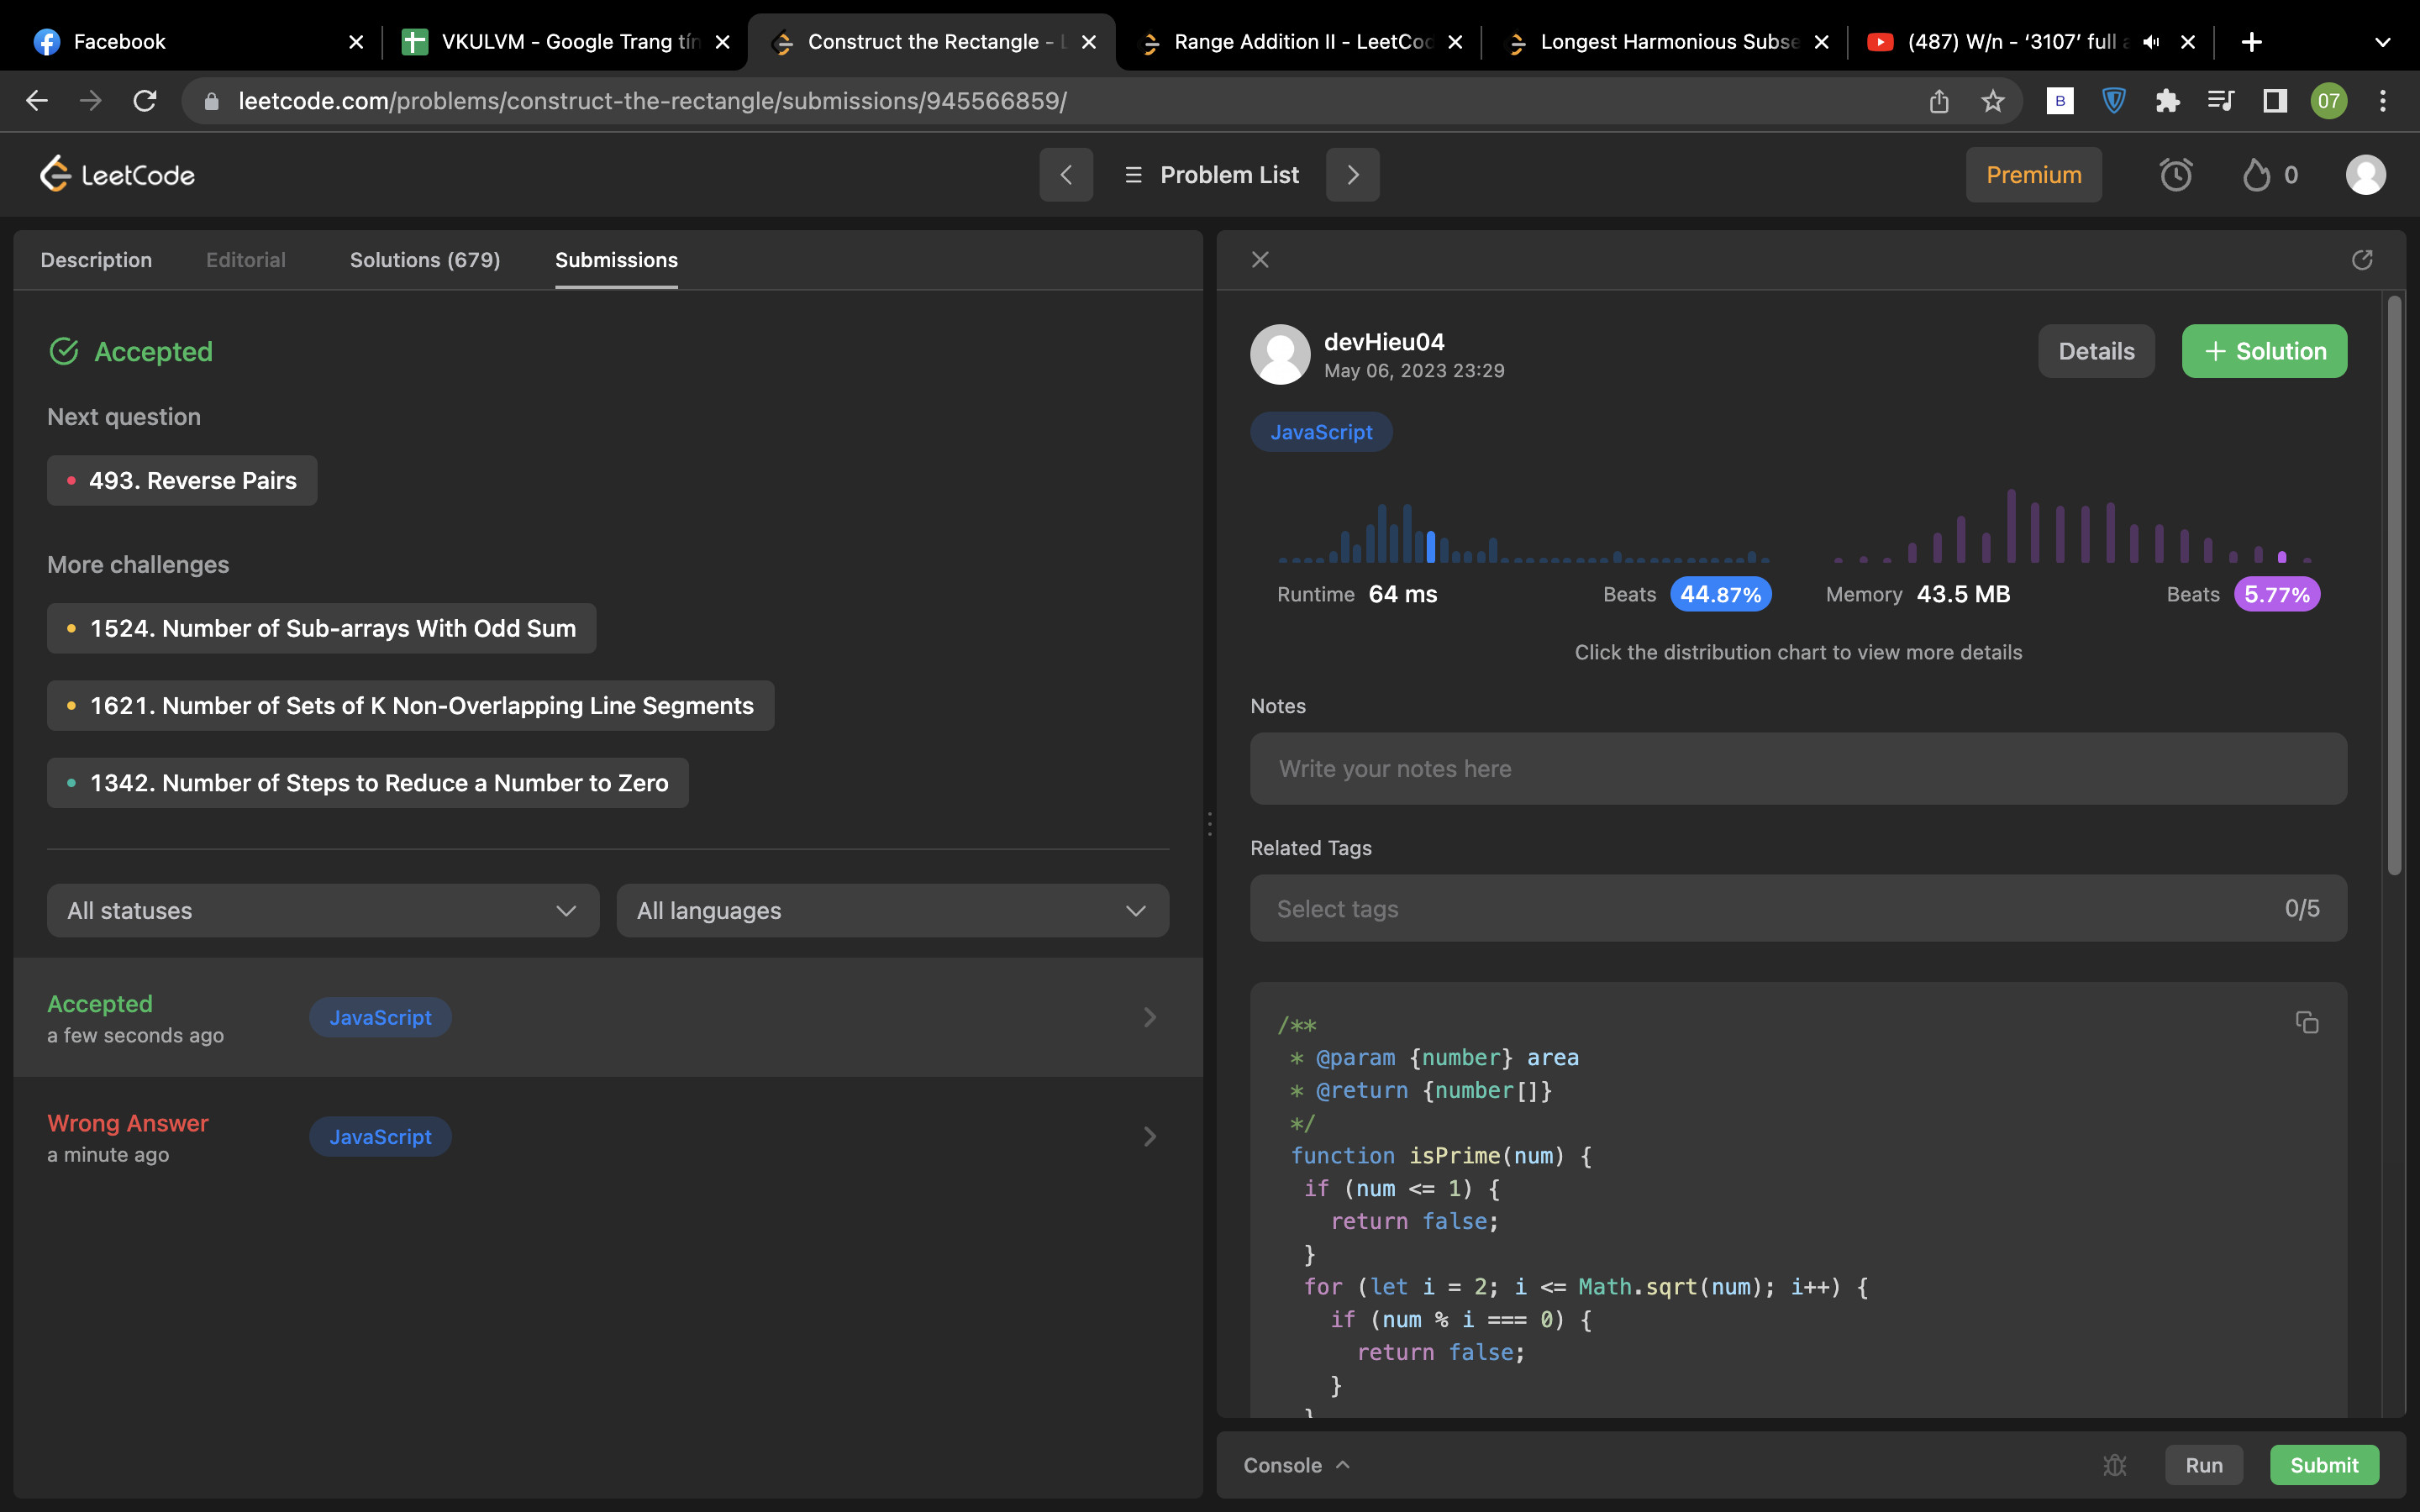 Facebook
VKULVM - Google Trang tín
Construct the Rectangle - L
Range Addition II - LeetCod
Longest Harmonious Subse
(487) W/n - ‘3107’ full a
leetcode.com/problems/construct-the-rectangle/submissions/945566859/
B
07
LeetCode
Problem List
Premium
0
Description
Editorial
Solutions (679)
Submissions
Accepted
Next question
493. Reverse Pairs
More challenges
1524. Number of Sub-arrays With Odd Sum
1621. Number of Sets of K Non-Overlapping Line Segments
1342. Number of Steps to Reduce a Number to Zero
All statuses
All languages
Accepted
a few seconds ago
JavaScript
Wrong Answer
a minute ago
JavaScript
devHieu04
May 06, 2023 23:29
Details
+ Solution
JavaScript
Runtime 64 ms
Beats 44.87%
Memory 43.5 MB
Beats 5.77%
Click the distribution chart to view more details
Notes
Write your notes here
Related Tags
Select tags
0/5
/**
 * @param {number} area
 * @return {number[]}
 */
 function isPrime(num) {
  if (num <= 1) {
    return false;
  }
  for (let i = 2; i <= Math.sqrt(num); i++) {
    if (num % i === 0) {
      return false;
    }
  }
Console
Run
Submit